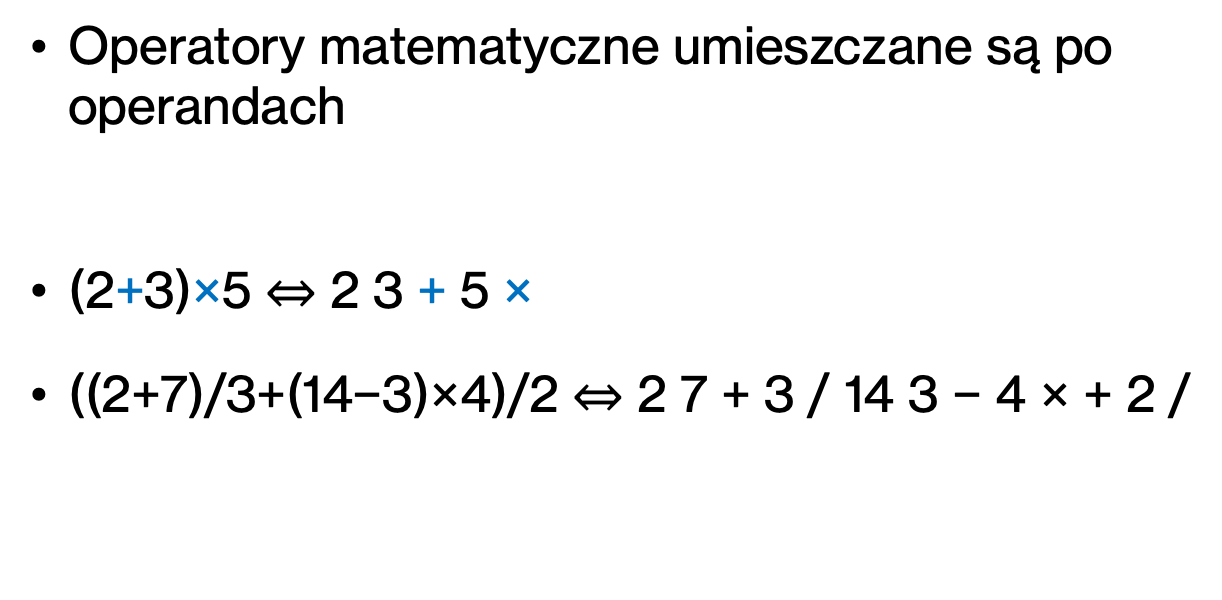 • Operatory matematyczne umieszczane są po
operandach
• (2+3)×5 ⇔ 2 3 + 5 ×
• ((2+7)/3+(14−3)×4)/2 ⇔ 2 7 + 3 / 14 3 − 4 × + 2 /